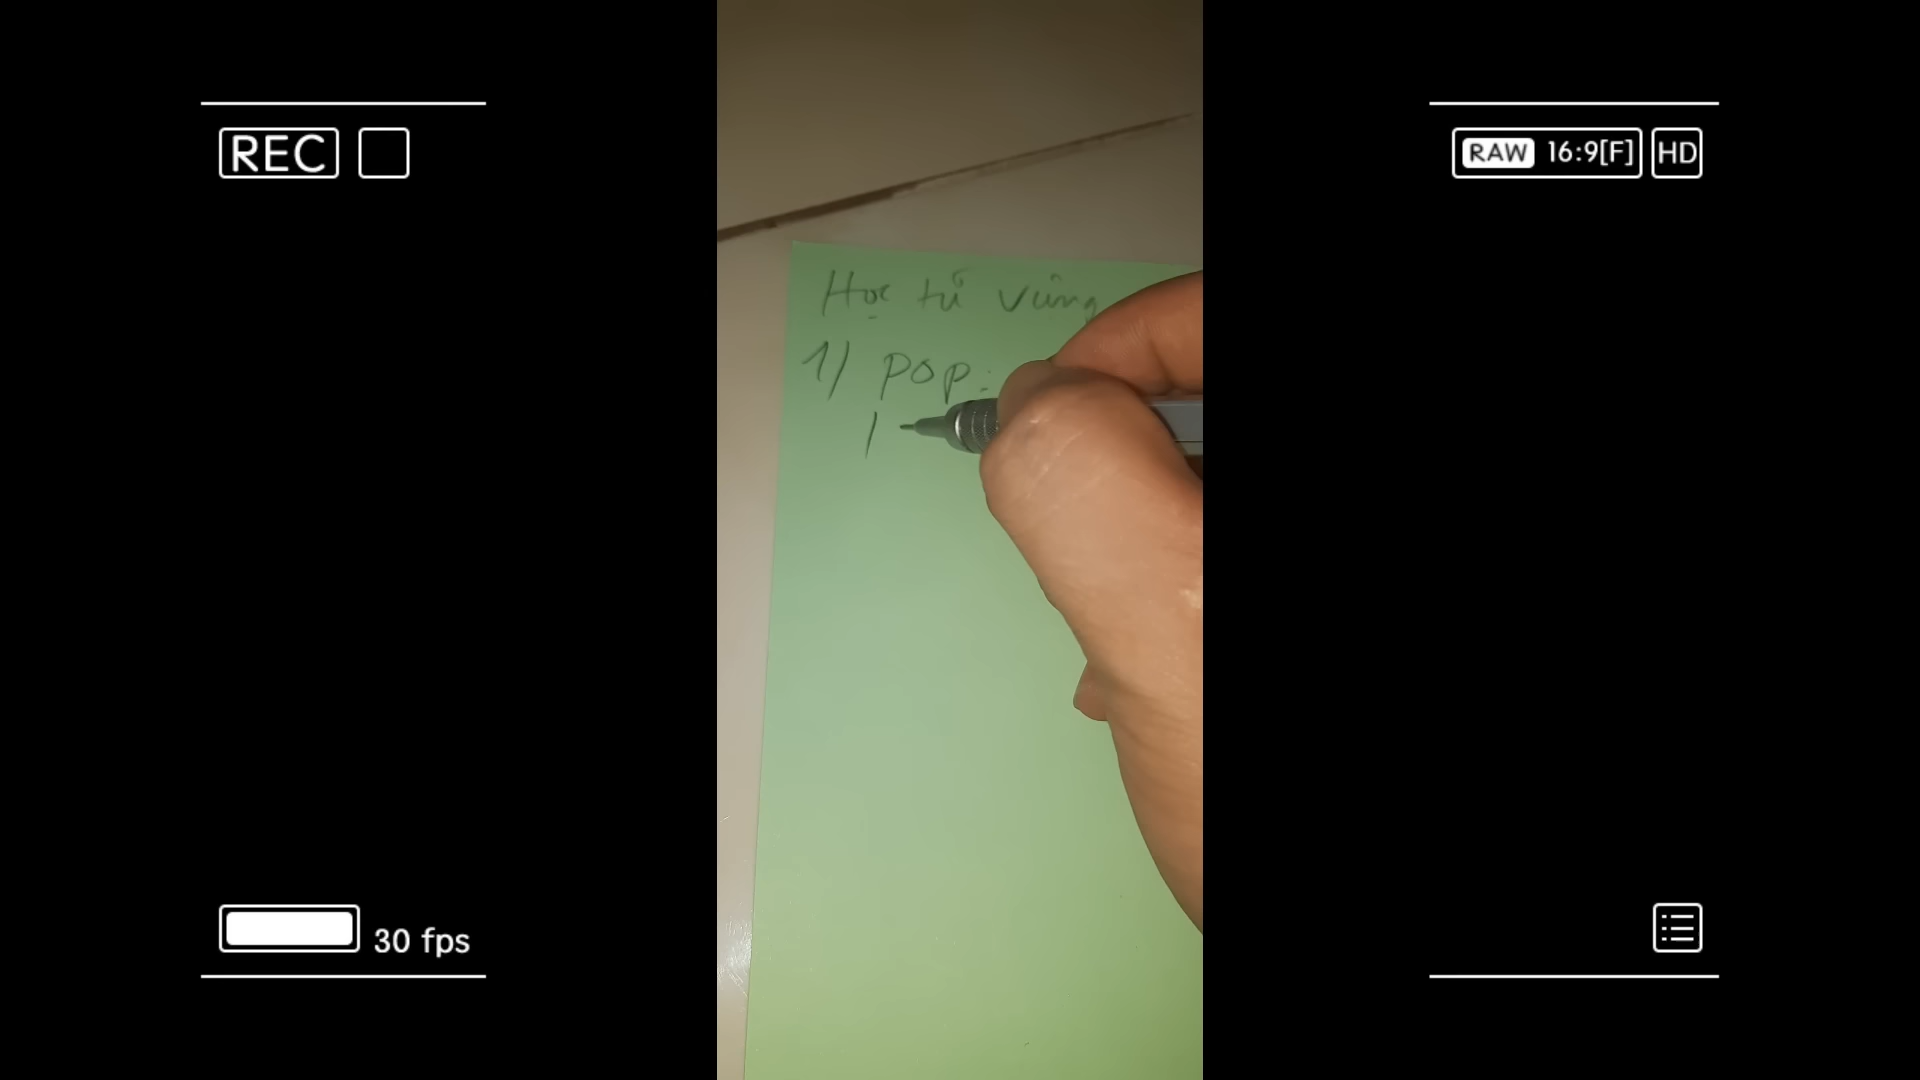 REC
RAW 16:9[F] HD
Học từ vựng
1) pop:
30 fps